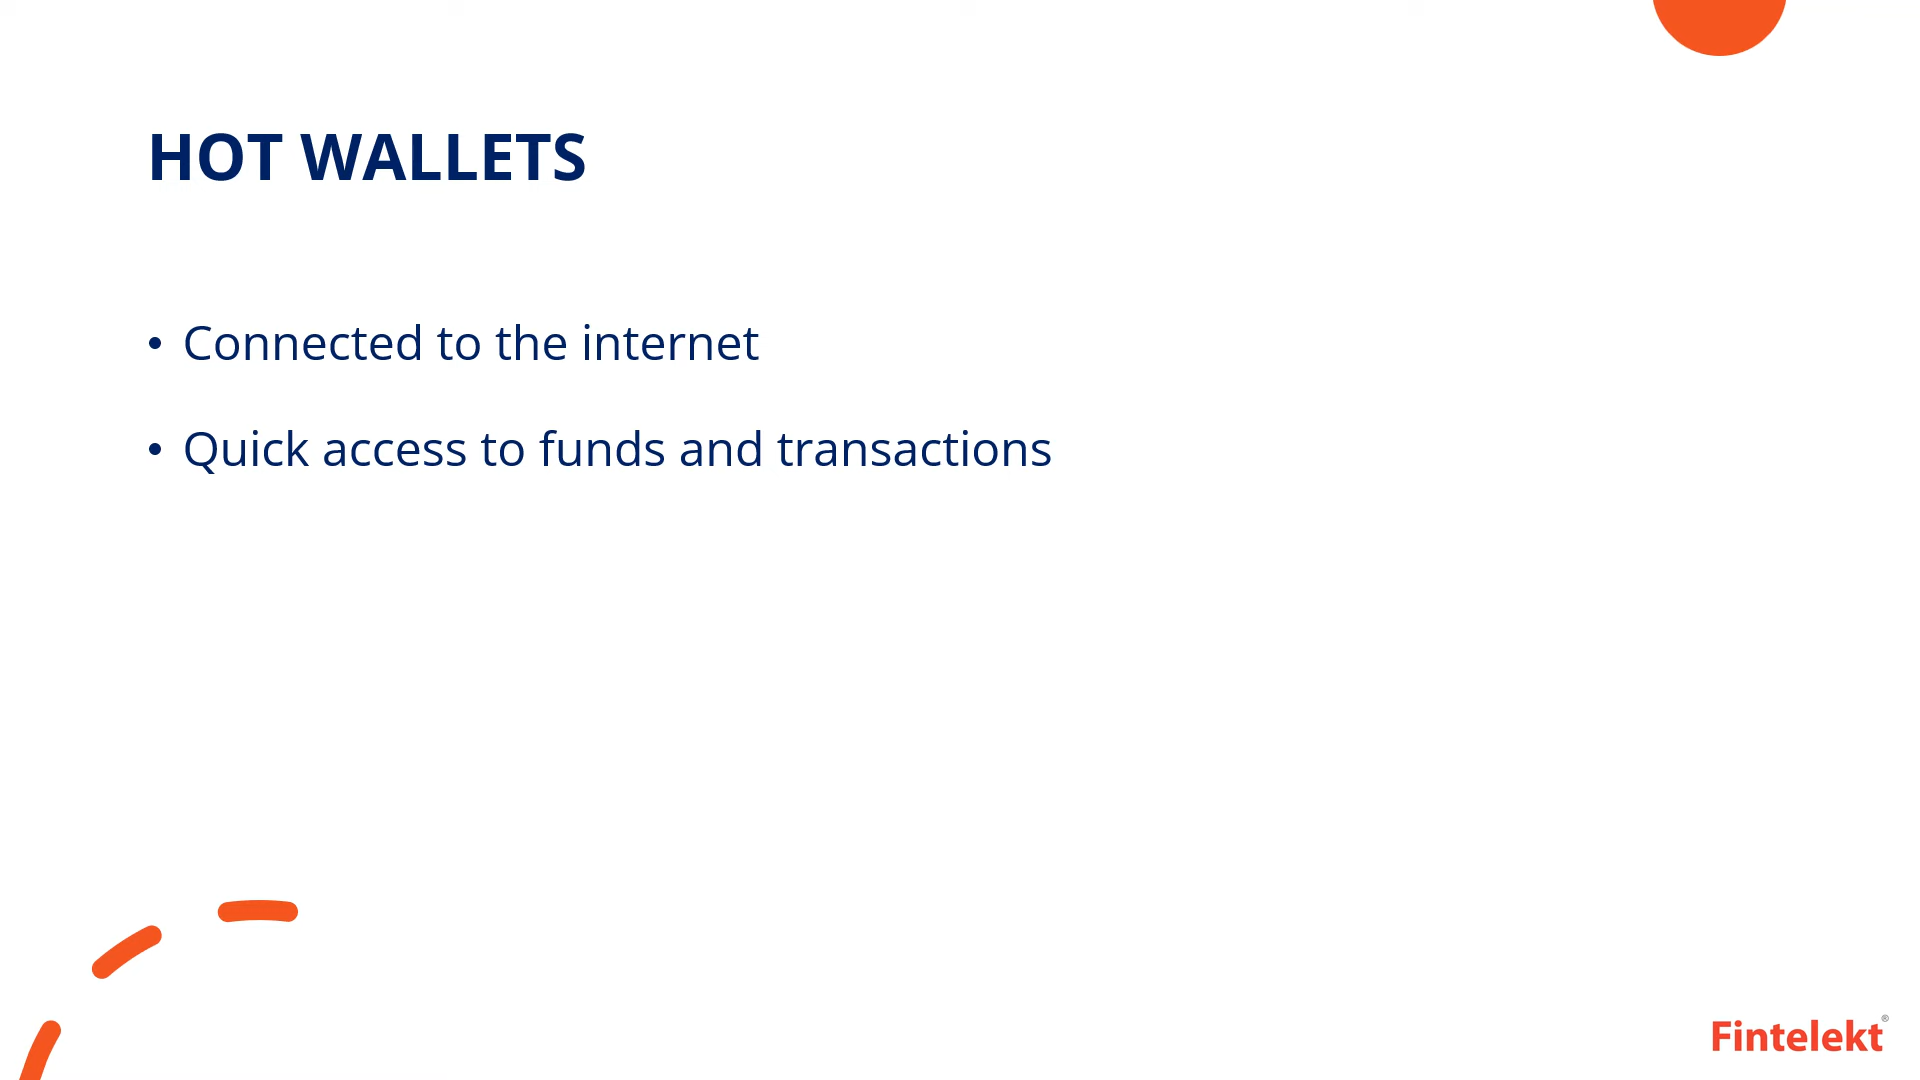 HOT WALLETS
• Connected to the internet
• Quick access to funds and transactions
Fintelekt®